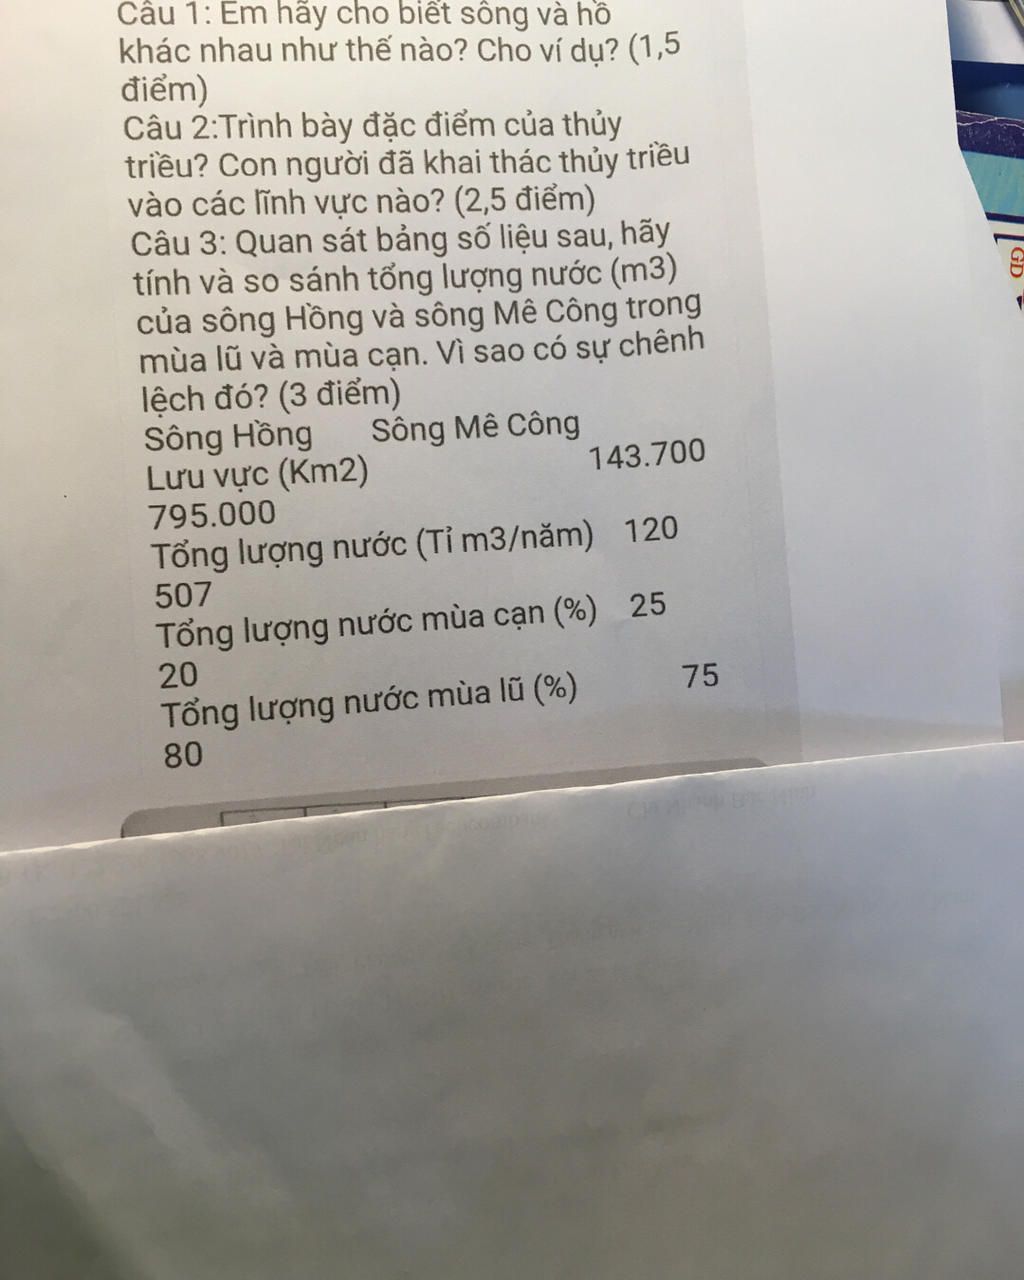 Câu 1: Em hãy cho biết sông và hồ
khác nhau như thế nào? Cho ví dụ? (1,5
điểm)
Câu 2:Trình bày đặc điểm của thủy
triều? Con người đã khai thác thủy triều
vào các lĩnh vực nào? (2,5 điểm)
Câu 3: Quan sát bảng số liệu sau, hãy
tính và so sánh tổng lượng nước (m3)
của sông Hồng và sông Mê Công trong
mùa lũ và mùa cạn. Vì sao có sự chênh
lệch đó? (3 điểm)
Sông Hồng Sông Mê Công
Lưu vực (Km2) 143.700
795.000
Tổng lượng nước (Tỉ m3/năm) 120
507
Tổng lượng nước mùa cạn (%) 25
20
Tổng lượng nước mùa lũ (%) 75
80
GD